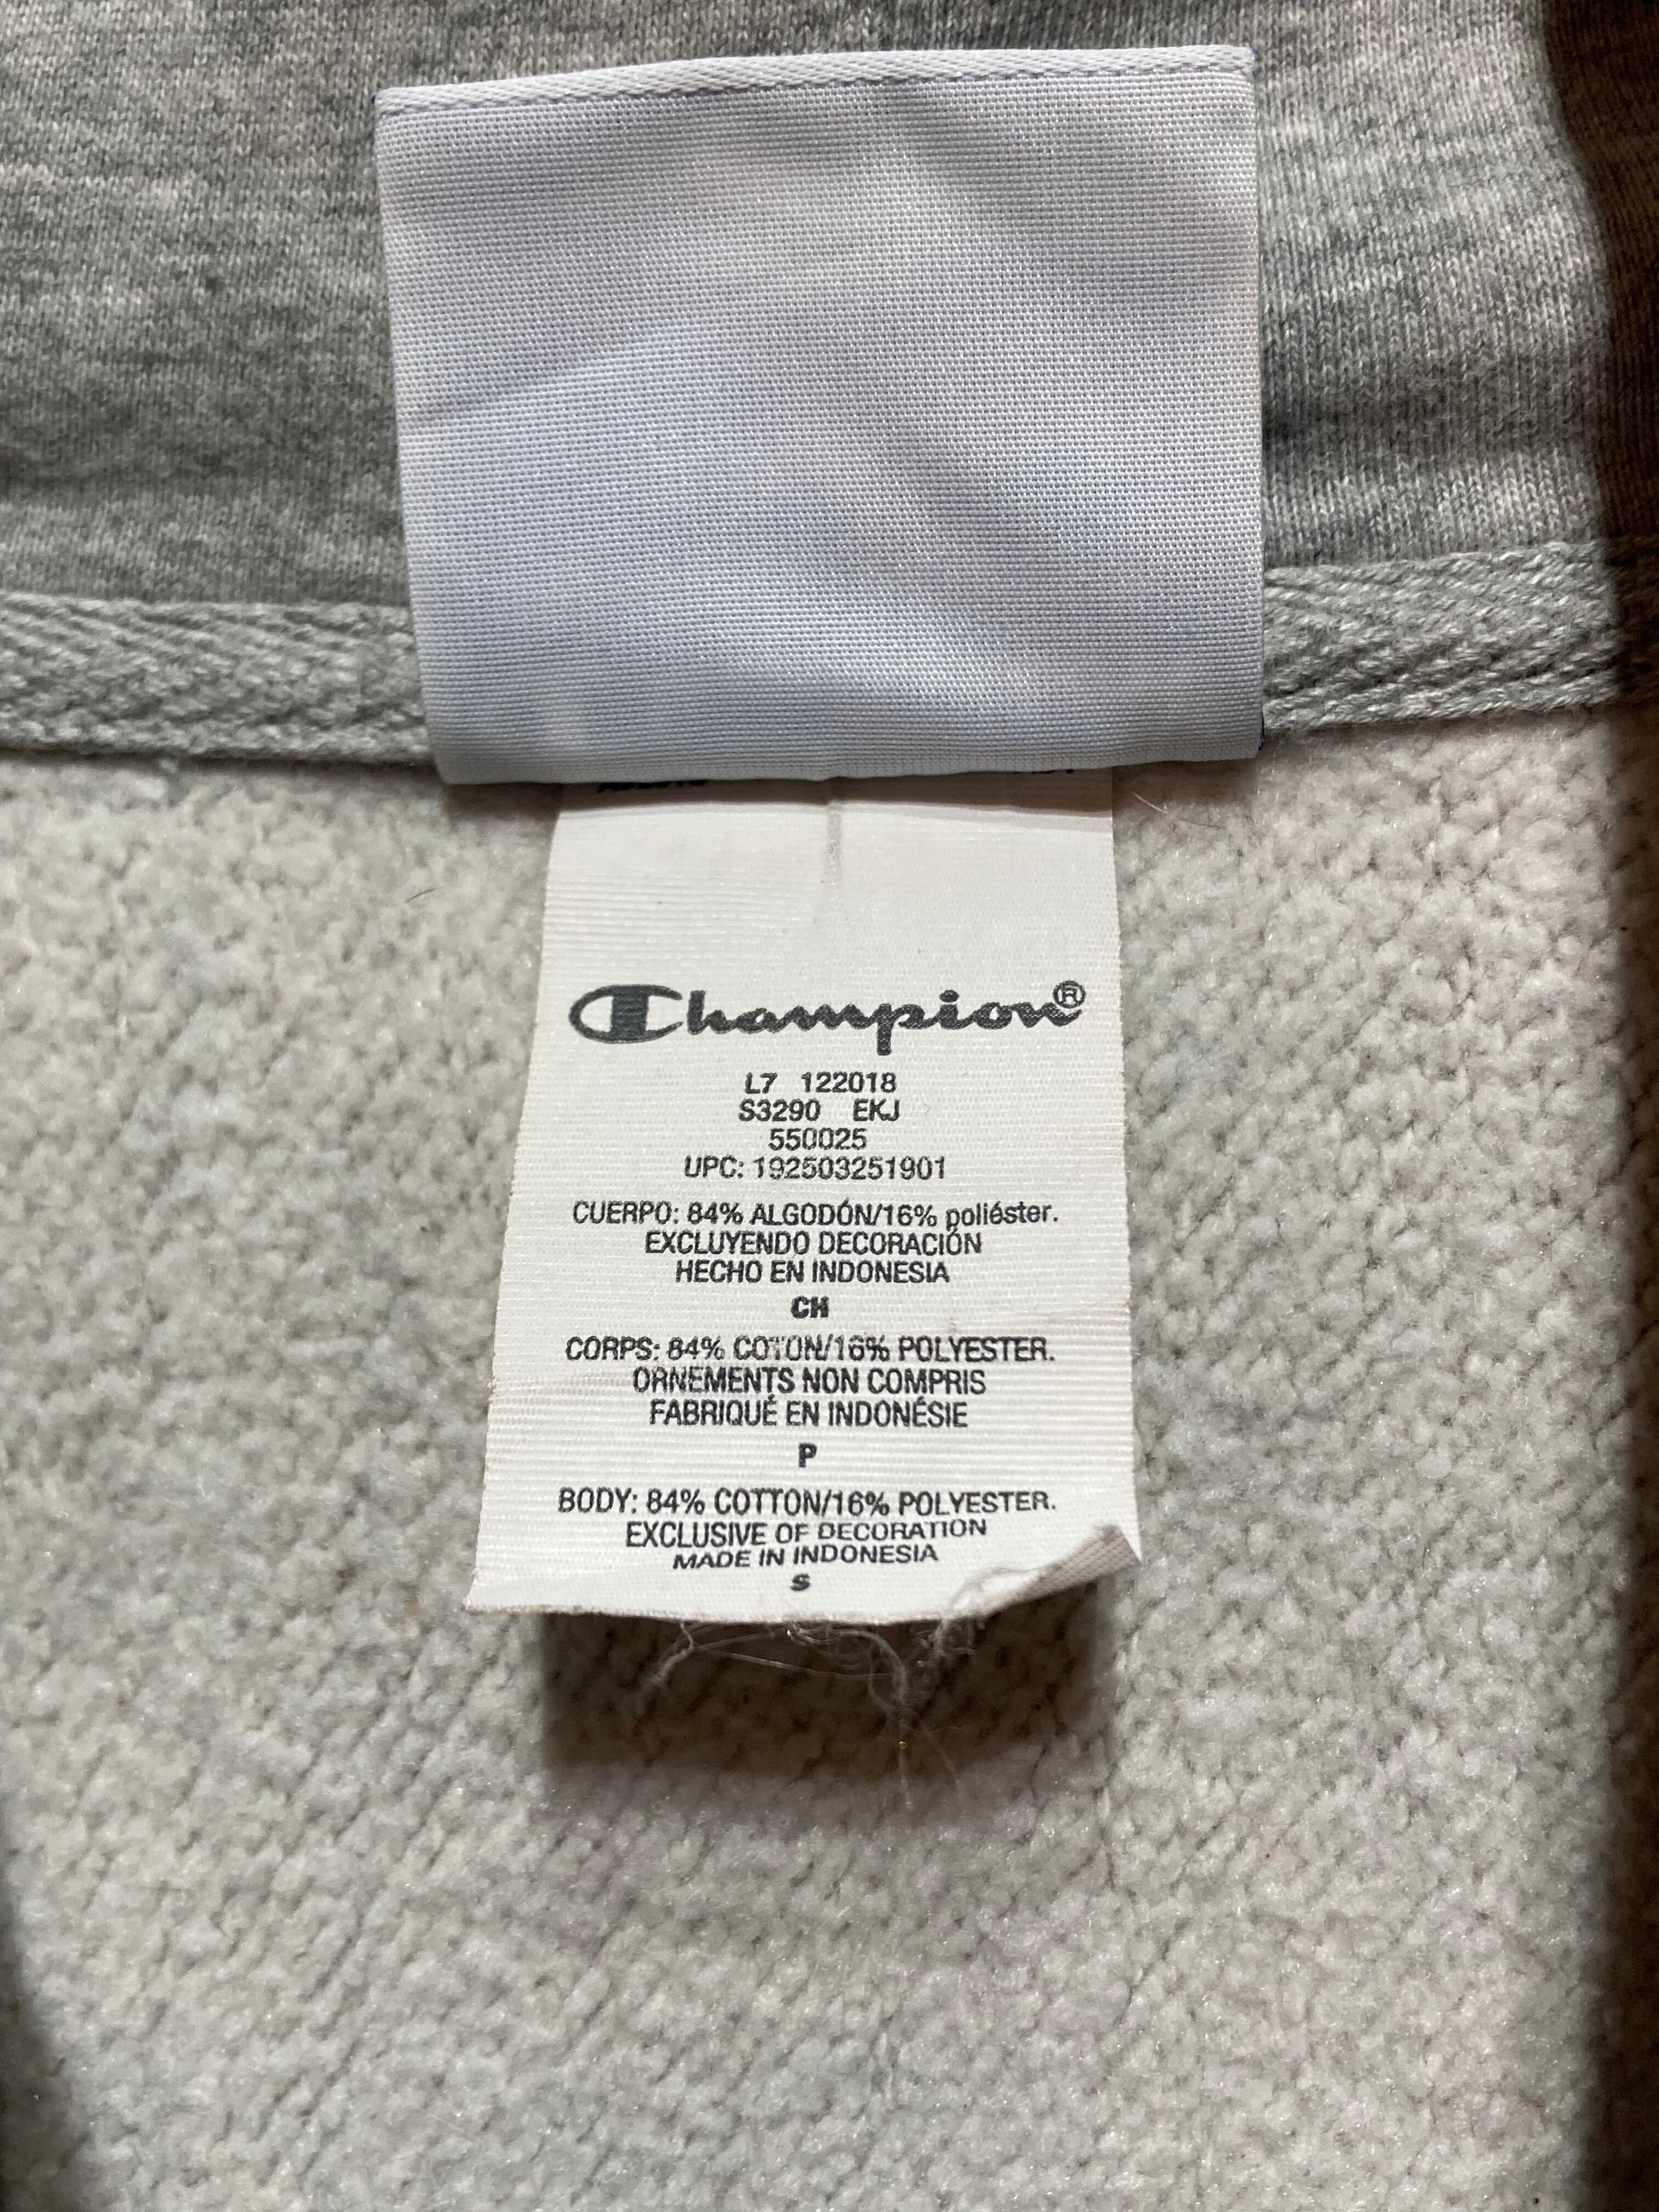 Champion®
L7 122018
S3290 EKJ
550025
UPC: 192503251901
CUERPO: 84% ALGODÓN/16% poliéster.
EXCLUYENDO DECORACIÓN
HECHO EN INDONESIA
CH
CORPS: 84% COTON/16% POLYESTER.
ORNEMENTS NON COMPRIS
FABRIQUÉ EN INDONÉSIE
P
BODY: 84% COTTON/16% POLYESTER.
EXCLUSIVE OF DECORATION
MADE IN INDONESIA
S